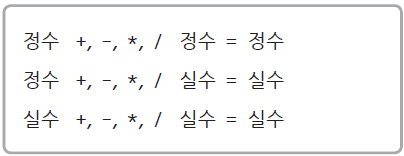 정수 +, -, *, / 정수 = 정수
정수 +, -, *, / 실수 = 실수
실수 +, -, *, / 실수 = 실수